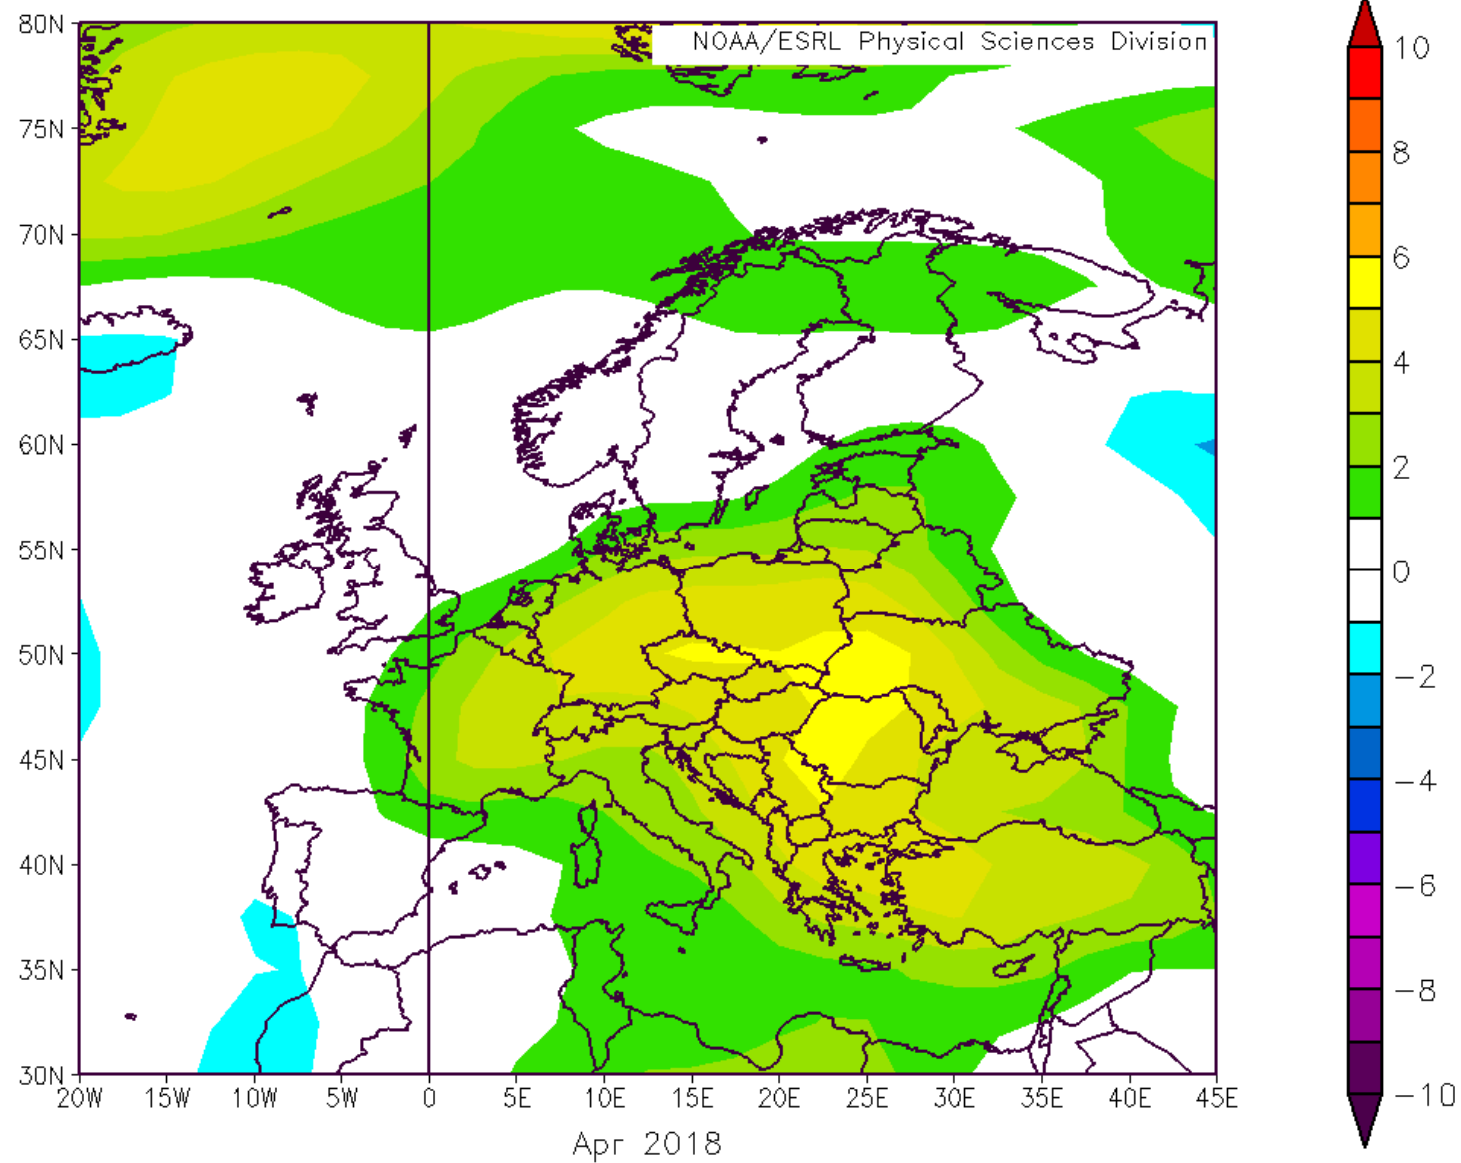 80N
NOAA/ESRL Physical Sciences Division
75N
70N
65N
60N
55N
50N
45N
40N
35N
30N
20W 15W 10W 5W 0 5E 10E 15E 20E 25E 30E 35E 40E 45E
Apr 2018
10
8
6
4
2
0
−2
−4
−6
−8
−10